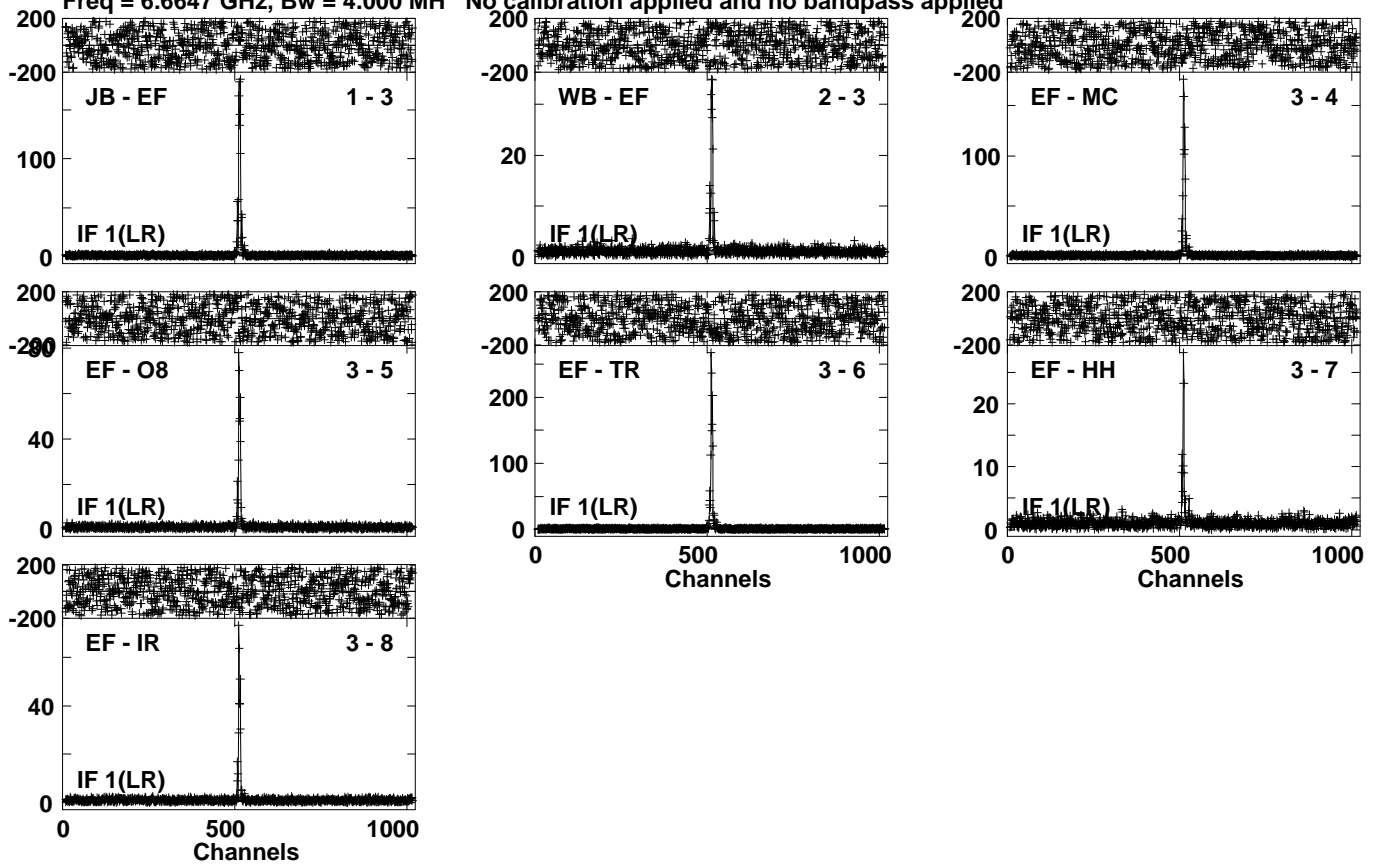 Freq = 6.6647 GHz, Bw = 4.000 MH No calibration applied and no bandpass applied
200 200 200
-200 -200 -200
JB - EF 1 - 3 WB - EF 2 - 3 EF - MC 3 - 4
100 20 100
IF 1(LR) IF 1(LR) IF 1(LR)
0 0 0
200 200 200
-200 -200 -200
80
EF - O8 3 - 5 EF - TR 3 - 6 EF - HH 3 - 7
200 20
40 100 10
IF 1(LR) IF 1(LR) IF 1(LR)
0 0 0
0 500 1000 0 500 1000
Channels Channels
200
-200
EF - IR 3 - 8
40
IF 1(LR)
0
0 500 1000
Channels